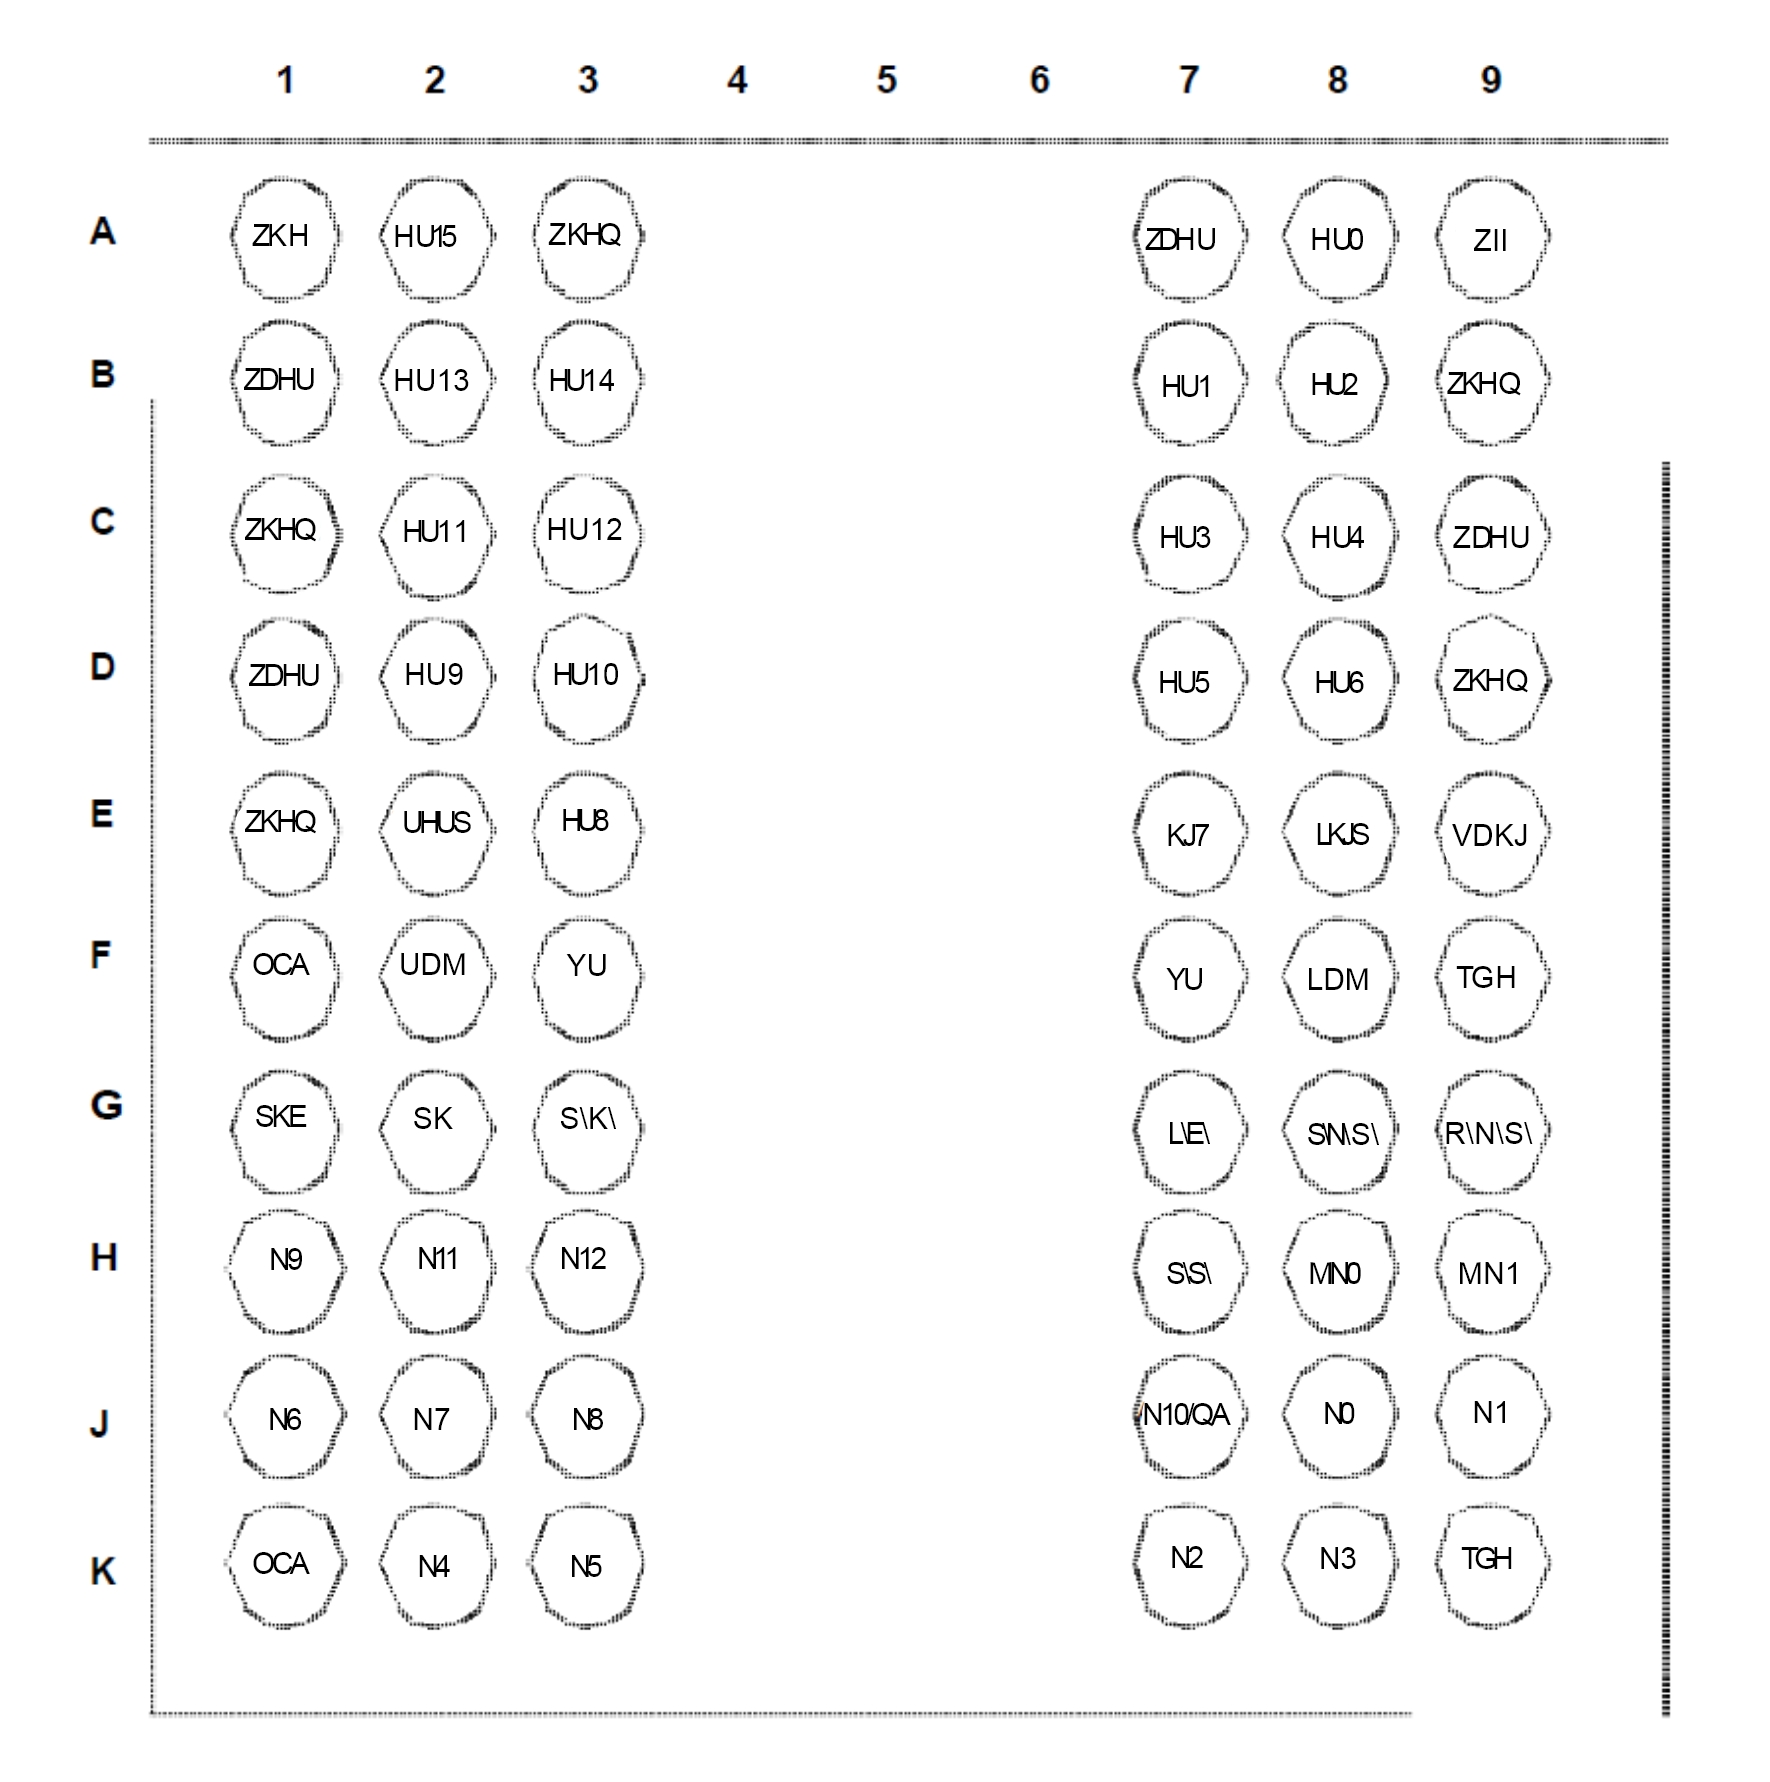 1 2 3 4 5 6 7 8 9
A ZKH HU15 ZKHQ ZDHU HU0 ZII
B ZDHU HU13 HU14 HU1 HU2 ZKHQ
C ZKHQ HU11 HU12 HU3 HU4 ZDHU
D ZDHU HU9 HU10 HU5 HU6 ZKHQ
E ZKHQ UHUS HU8 KJ7 LKJS VDKJ
F OCA UDM YU YU LDM TGH
G SKE SK S\K\ L\E\ S\N\S\ R\N\S\
H N9 N11 N12 S\S\ MN0 MN1
J N6 N7 N8 N10/QA N0 N1
K OCA N4 N5 N2 N3 TGH